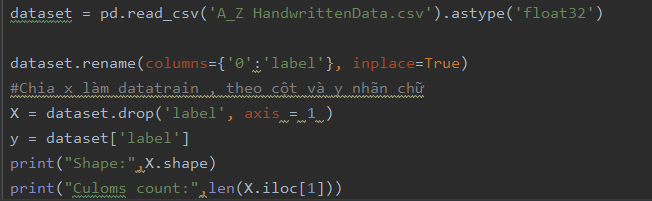 dataset = pd.read_csv('A_Z HandwrittenData.csv').astype('float32')
dataset.rename(columns={'0':'label'}, inplace=True)
#Chia x làm datatrain , theo cột và y nhãn chữ
X = dataset.drop('label', axis = 1 )
y = dataset['label']
print("Shape:",X.shape)
print("Culoms count:",len(X.iloc[1]))